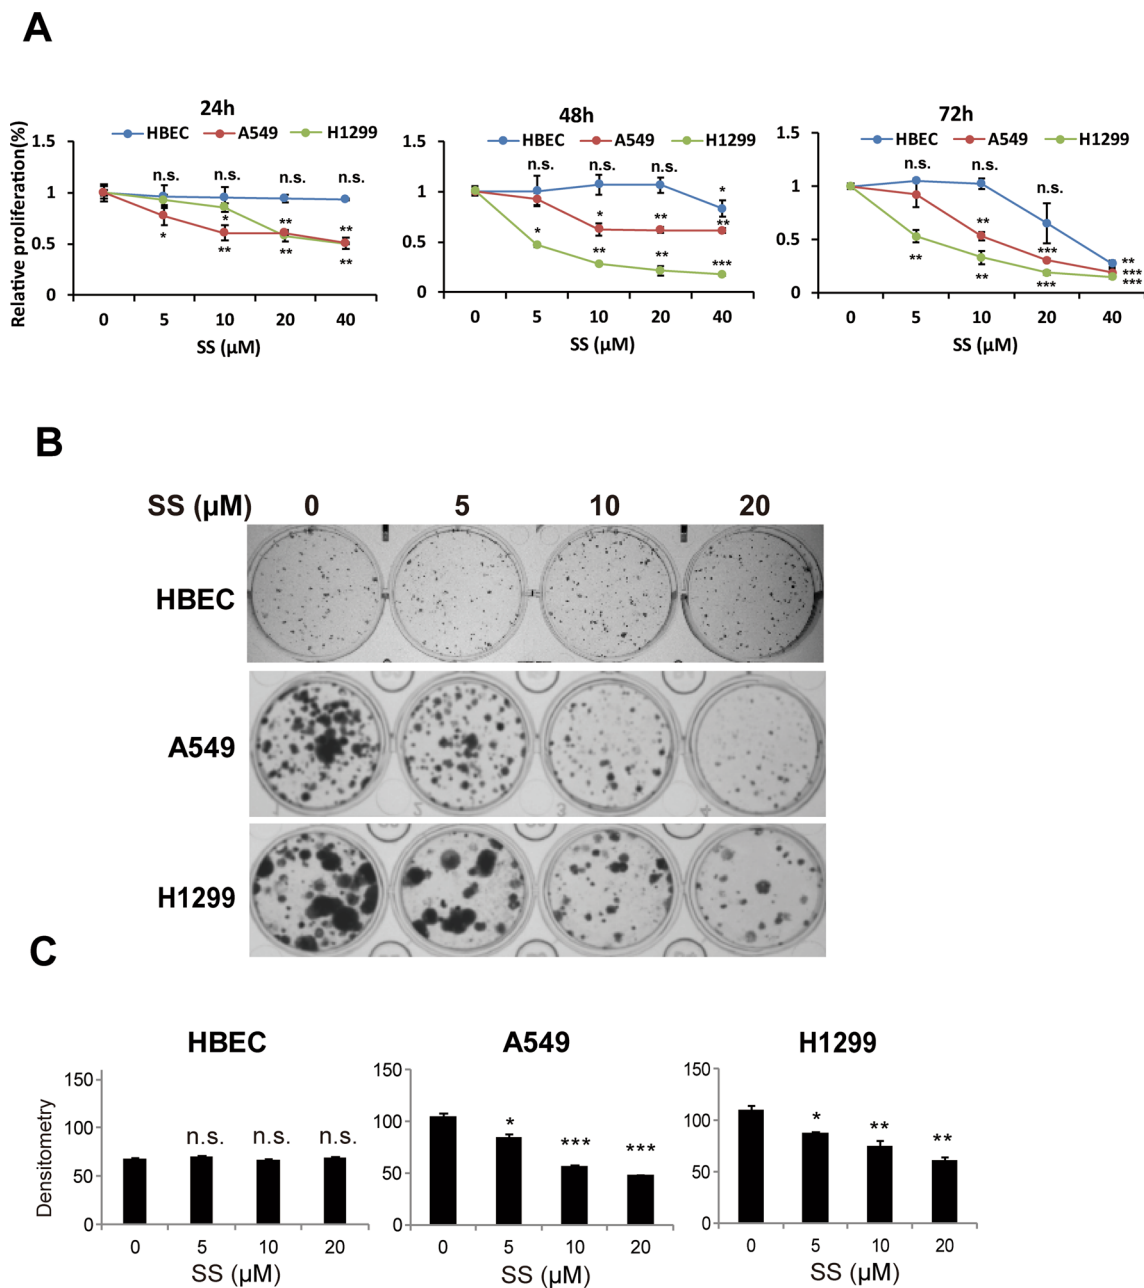 A
24h
HBEC A549 H1299
Relative proliferation(%)
1.5
1
0.5
0
n.s. n.s. n.s. n.s.
* ** **
* ** ** **
0 5 10 20 40
SS (µM)
48h
HBEC A549 H1299
1.5
1
0.5
0
n.s. n.s. n.s. *
* ** **
* ** ** ***
0 5 10 20 40
SS (µM)
72h
HBEC A549 H1299
1.5
1
0.5
0
n.s. n.s. n.s. **
** *** ***
** ** *** ***
0 5 10 20 40
SS (µM)
B
SS (µM) 0 5 10 20
HBEC
A549
H1299
C
HBEC
Densitometry
150
100
50
0
n.s. n.s. n.s.
0 5 10 20
SS (µM)
A549
150
100
50
0
* *** ***
0 5 10 20
SS (µM)
H1299
150
100
50
0
* ** **
0 5 10 20
SS (µM)